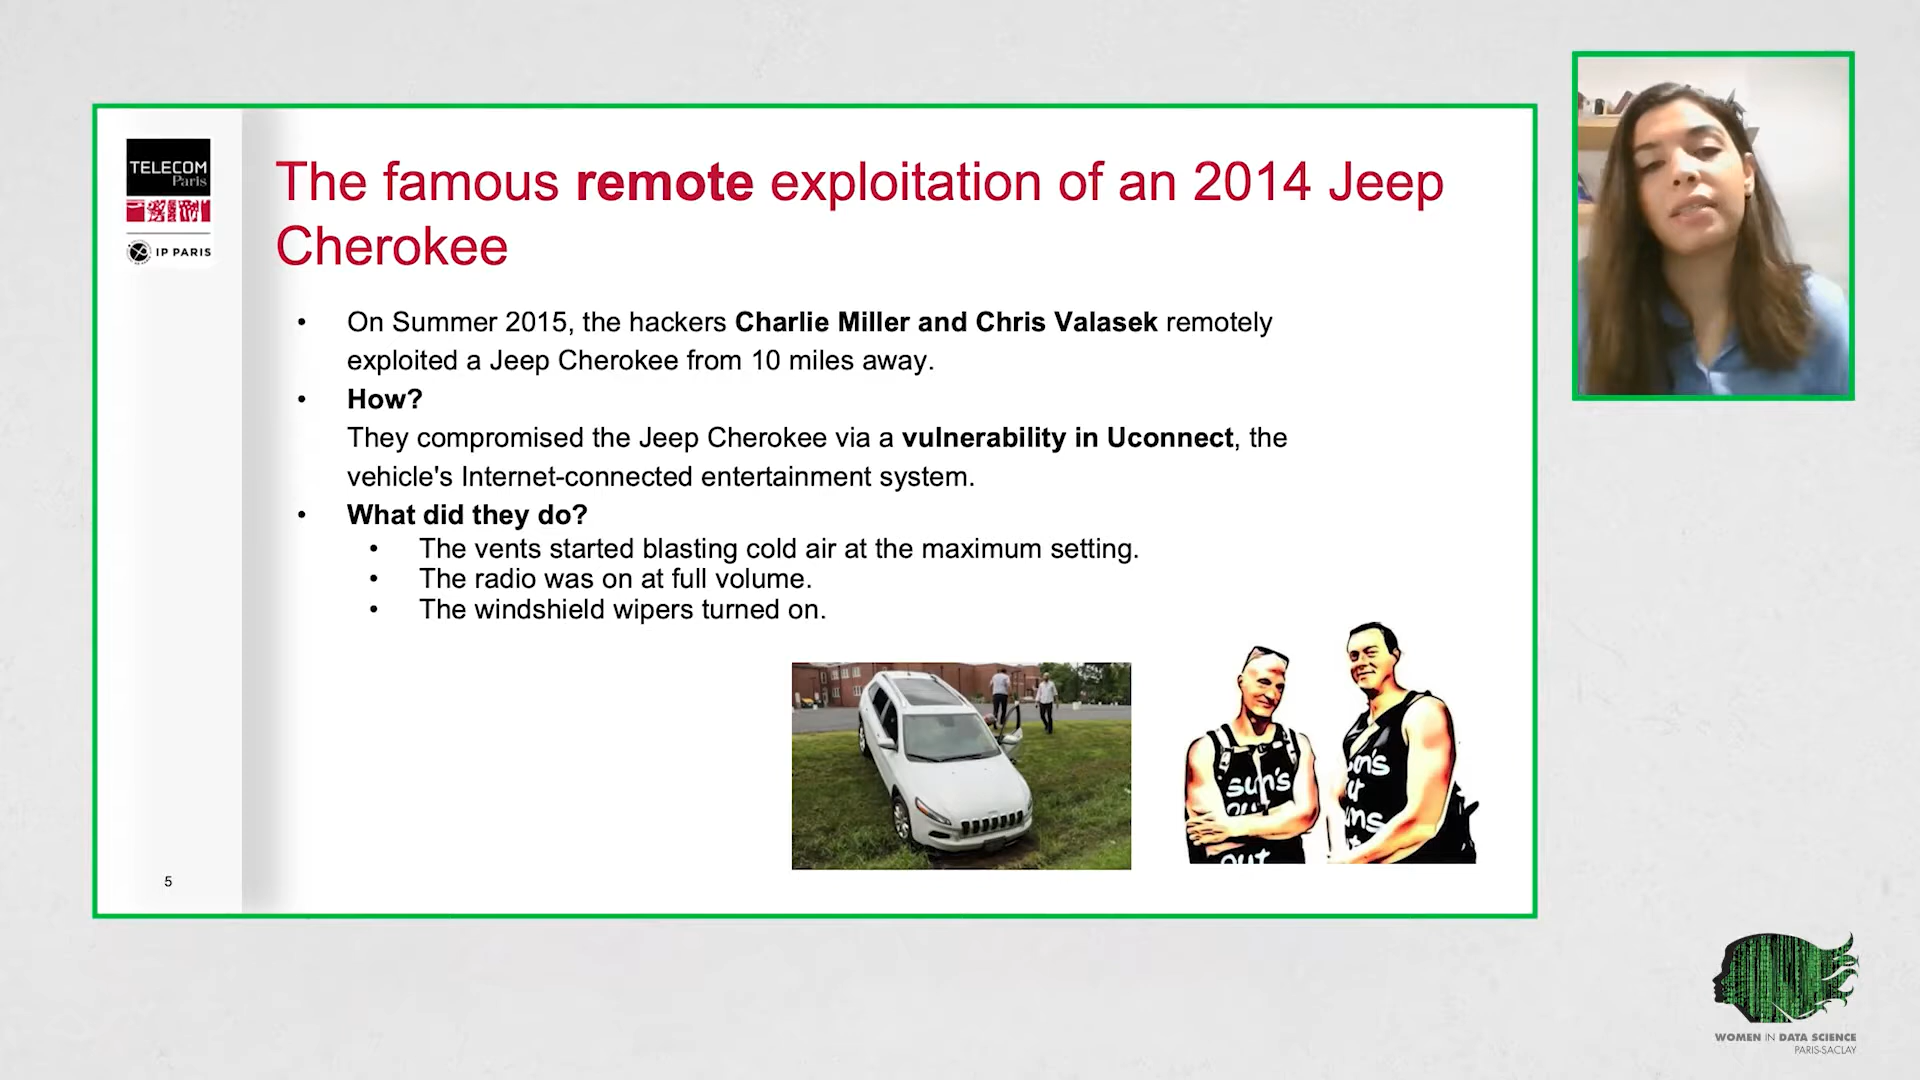 TELECOM
Paris
IP PARIS
The famous remote exploitation of an 2014 Jeep
Cherokee
• On Summer 2015, the hackers Charlie Miller and Chris Valasek remotely
exploited a Jeep Cherokee from 10 miles away.
• How?
They compromised the Jeep Cherokee via a vulnerability in Uconnect, the
vehicle's Internet-connected entertainment system.
• What did they do?
• The vents started blasting cold air at the maximum setting.
• The radio was on at full volume.
• The windshield wipers turned on.
sun's
out
out
5
WOMEN IN DATA SCIENCE
PARIS-SACLAY